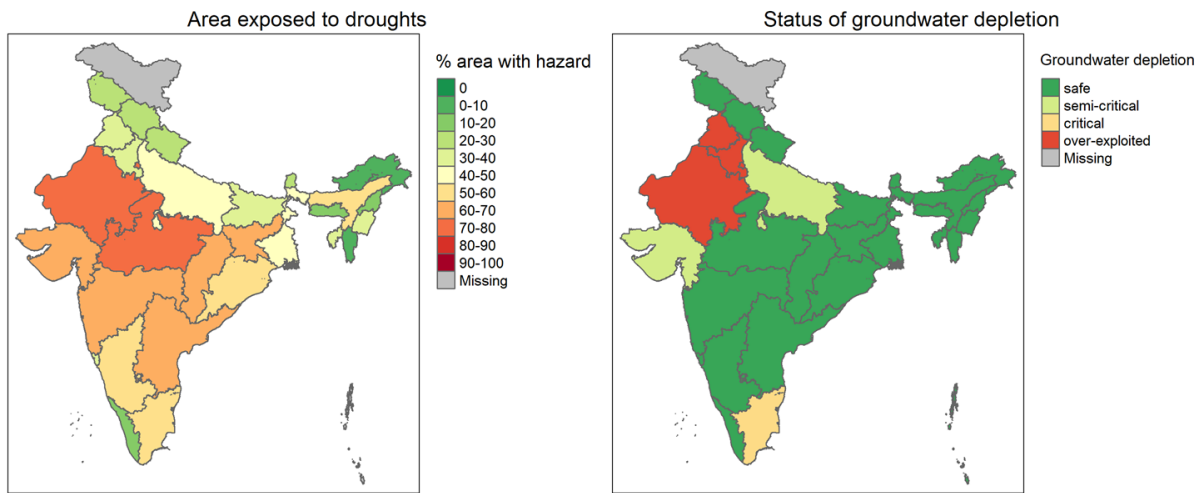 Area exposed to droughts
% area with hazard
0
0-10
10-20
20-30
30-40
40-50
50-60
60-70
70-80
80-90
90-100
Missing
Status of groundwater depletion
Groundwater depletion
safe
semi-critical
critical
over-exploited
Missing